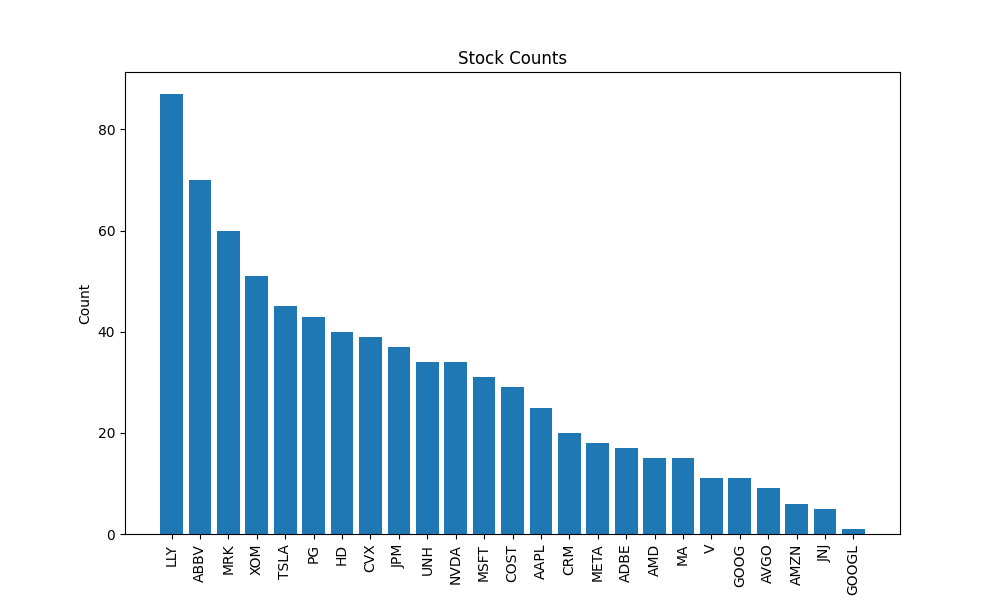 Stock Counts
Count
80
60
40
20
0
LLY
ABBV
MRK
XOM
TSLA
PG
HD
CVX
JPM
UNH
NVDA
MSFT
COST
AAPL
CRM
META
ADBE
AMD
MA
V
GOOG
AVGO
AMZN
JNJ
GOOGL